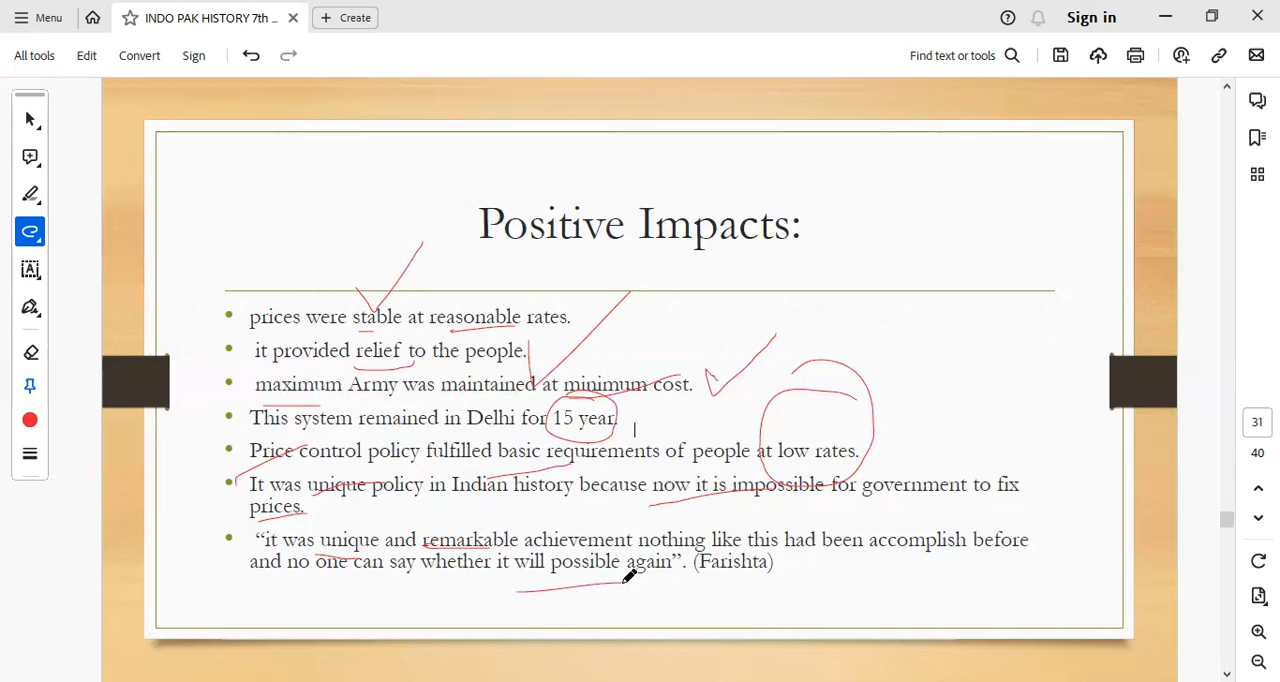 Menu
INDO PAK HISTORY 7th ...
Create
Sign in
All tools
Edit
Convert
Sign
Find text or tools
Positive Impacts:
• prices were stable at reasonable rates.
• it provided relief to the people.
• maximum Army was maintained at minimum cost.
• This system remained in Delhi for 15 year.
• Price control policy fulfilled basic requirements of people at low rates.
• It was unique policy in Indian history because now it is impossible for government to fix
prices.
• “it was unique and remarkable achievement nothing like this had been accomplish before
and no one can say whether it will possible again”. (Farishta)
31
40